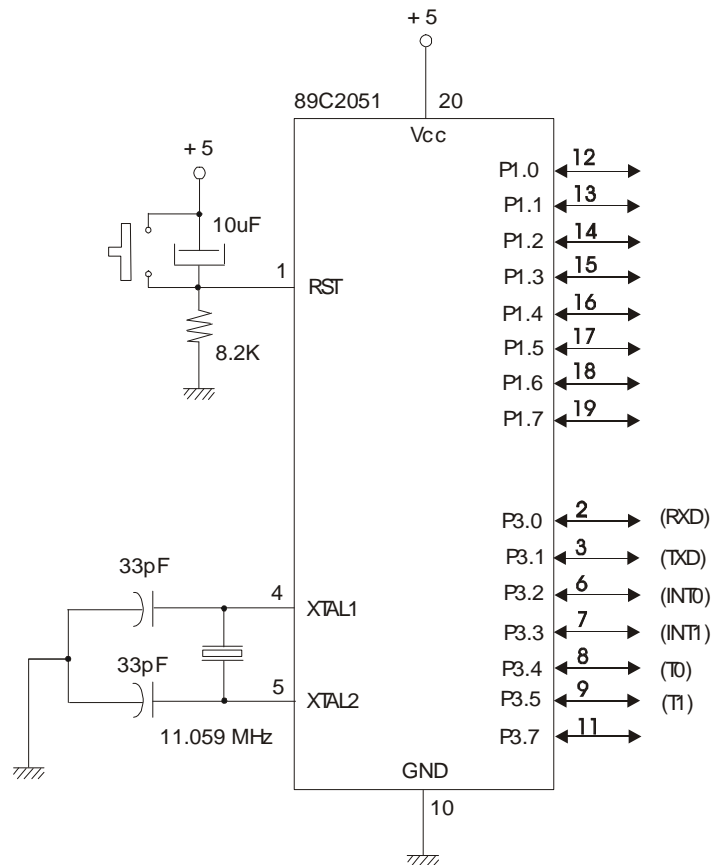 + 5
89C2051
20
Vcc
+ 5
10uF
1
RST
8.2K
P1.0 12
P1.1 13
P1.2 14
P1.3 15
P1.4 16
P1.5 17
P1.6 18
P1.7 19
P3.0 2 (RXD)
P3.1 3 (TXD)
P3.2 6 (INT0)
P3.3 7 (INT1)
P3.4 8 (T0)
P3.5 9 (T1)
P3.7 11
33pF
4
XTAL1
33pF
5
XTAL2
11.059 MHz
GND
10